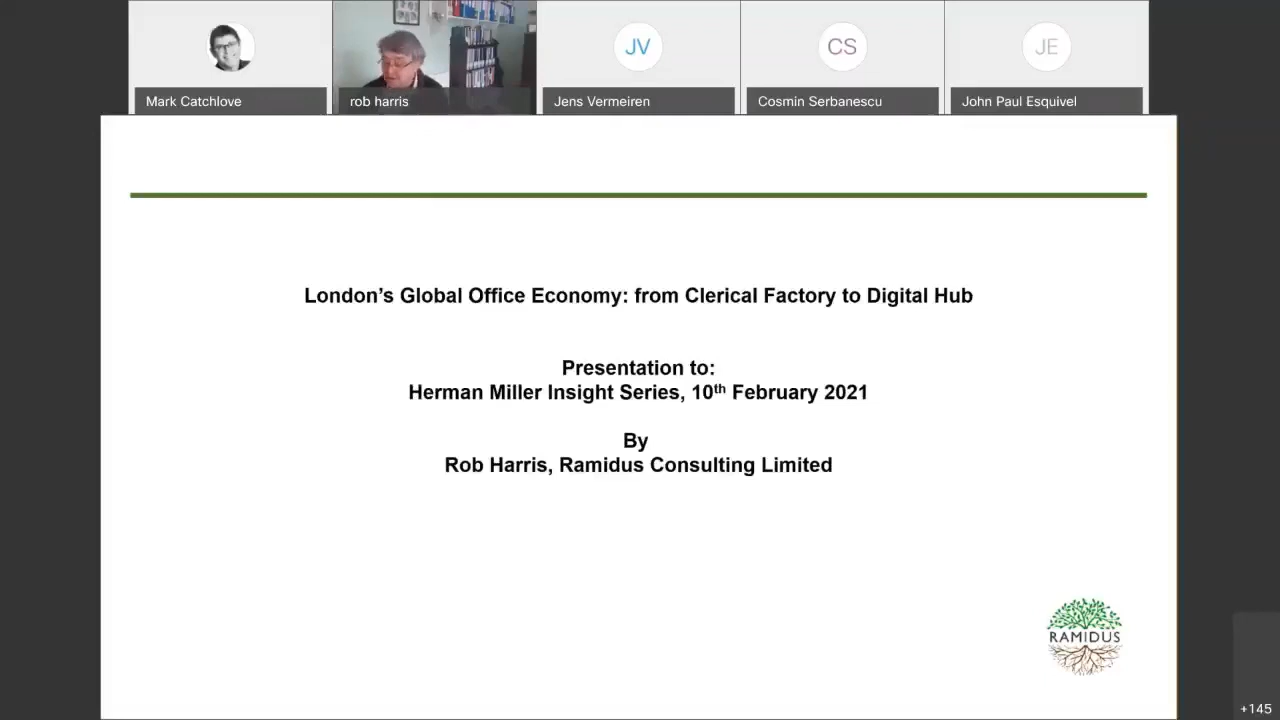 Mark Catchlove
rob harris
JV
Jens Vermeiren
CS
Cosmin Serbanescu
JE
John Paul Esquivel
London’s Global Office Economy: from Clerical Factory to Digital Hub
Presentation to:
Herman Miller Insight Series, 10th February 2021
By
Rob Harris, Ramidus Consulting Limited
RAMIDUS
+145